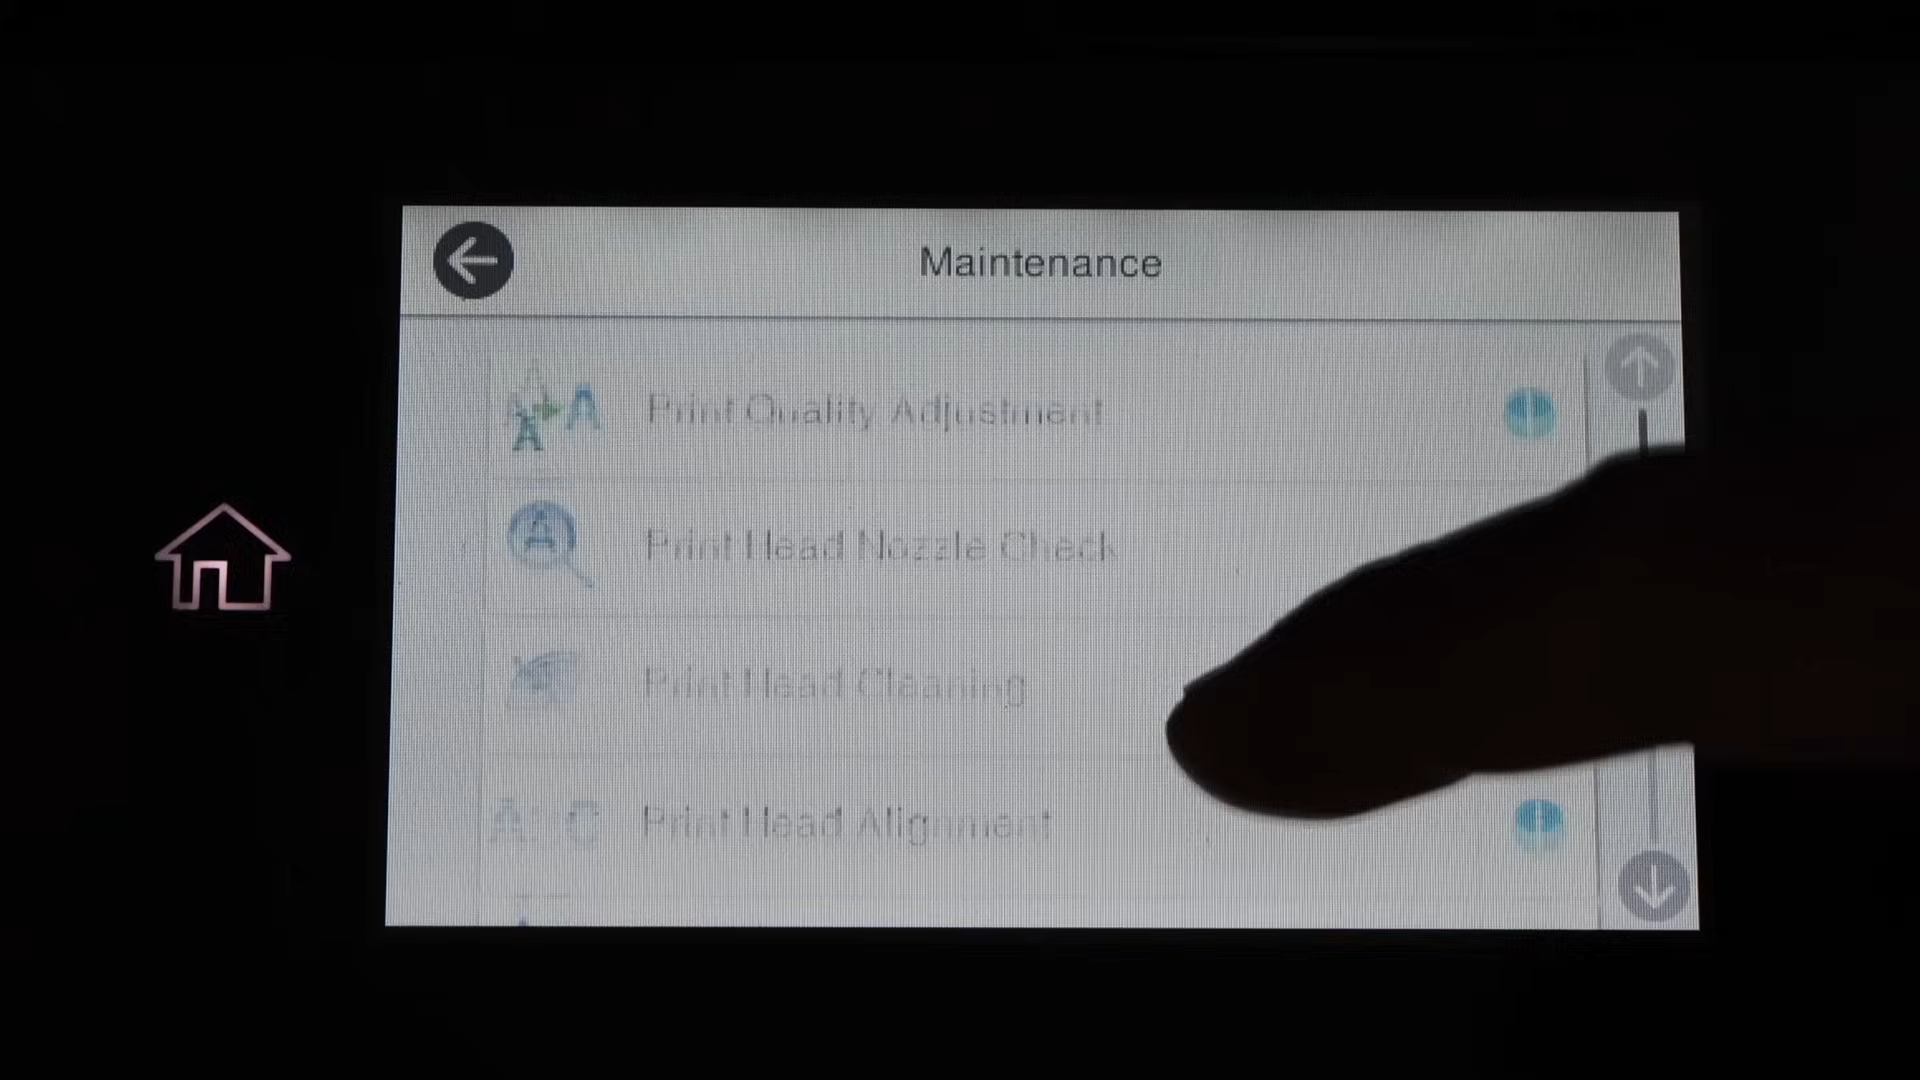 Maintenance
Print Quality Adjustment
Print Head Nozzle Check
Print Head Cleaning
Print Head Alignment